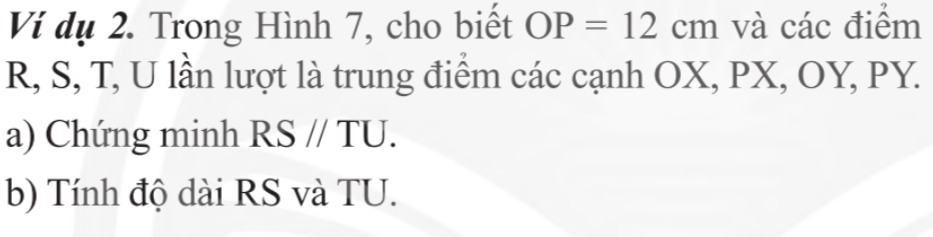 Ví dụ 2. Trong Hình 7, cho biết OP = 12 cm và các điểm
R, S, T, U lần lượt là trung điểm các cạnh OX, PX, OY, PY.
a) Chứng minh RS // TU.
b) Tính độ dài RS và TU.